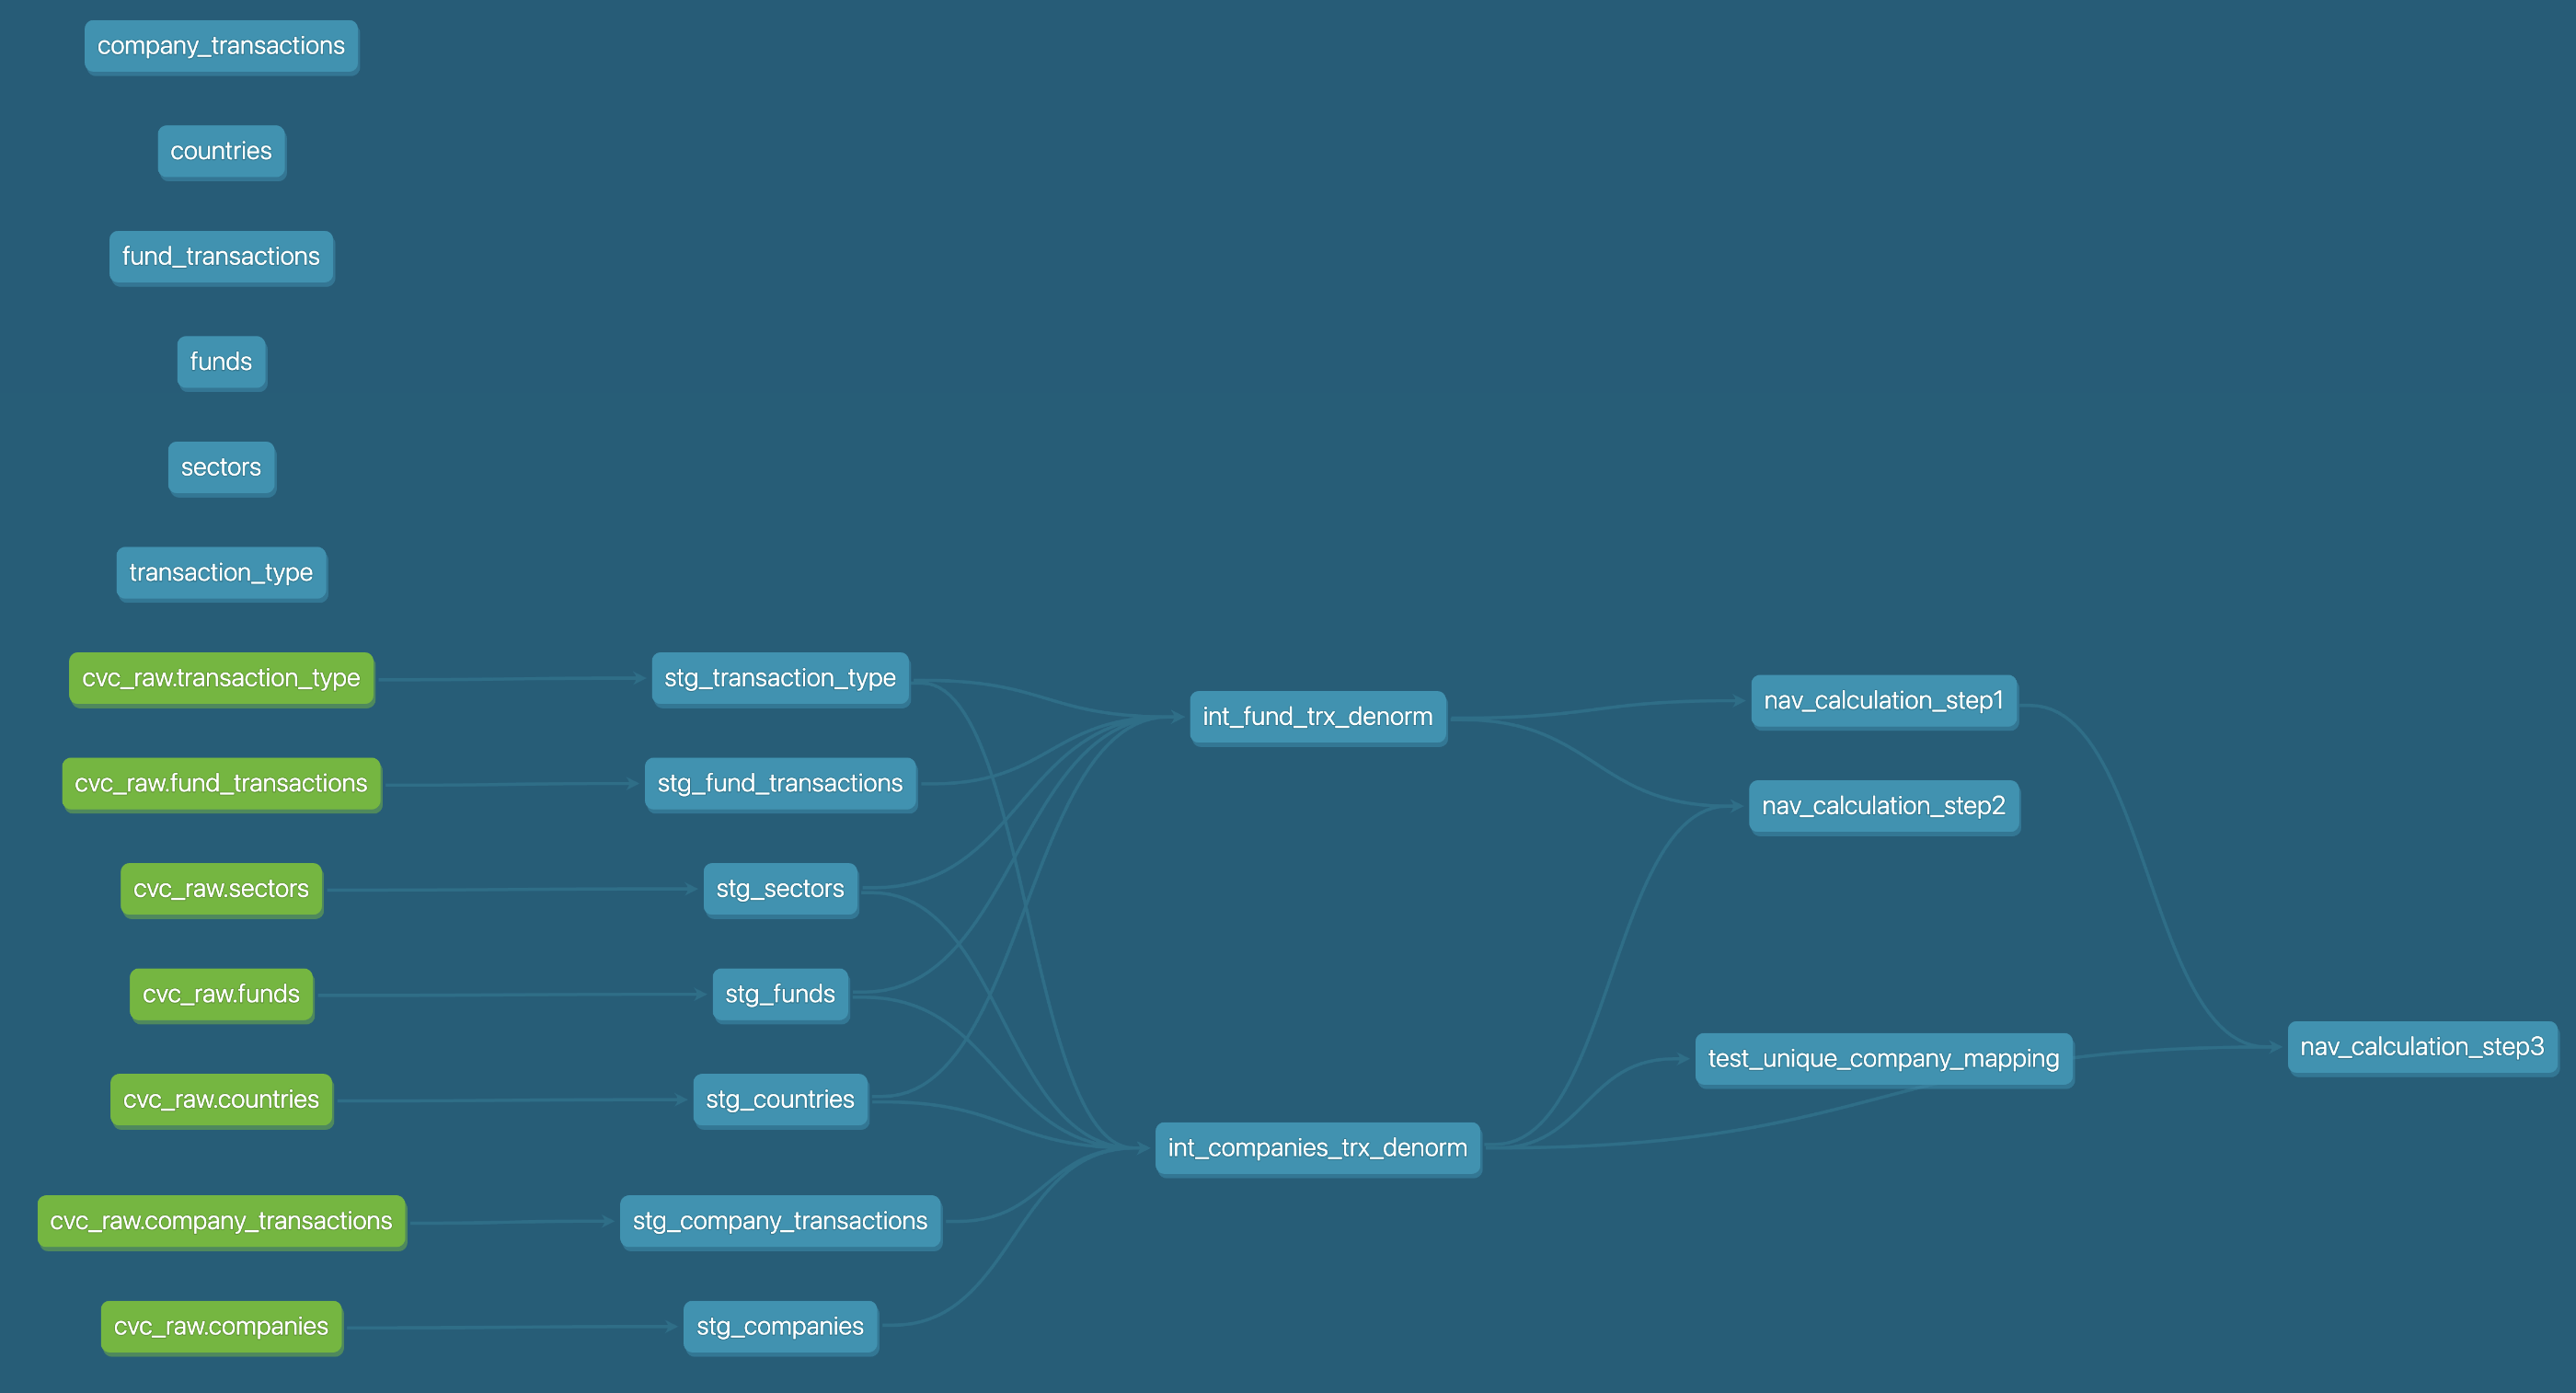 company_transactions
countries
fund_transactions
funds
sectors
transaction_type
cvc_raw.transaction_type
stg_transaction_type
int_fund_trx_denorm
nav_calculation_step1
cvc_raw.fund_transactions
stg_fund_transactions
nav_calculation_step2
cvc_raw.sectors
stg_sectors
cvc_raw.funds
stg_funds
test_unique_company_mapping
nav_calculation_step3
cvc_raw.countries
stg_countries
int_companies_trx_denorm
cvc_raw.company_transactions
stg_company_transactions
cvc_raw.companies
stg_companies